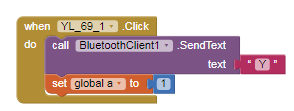 when YL_69_1 .Click
do call BluetoothClient1 .SendText
text "Y"
set global a to 1